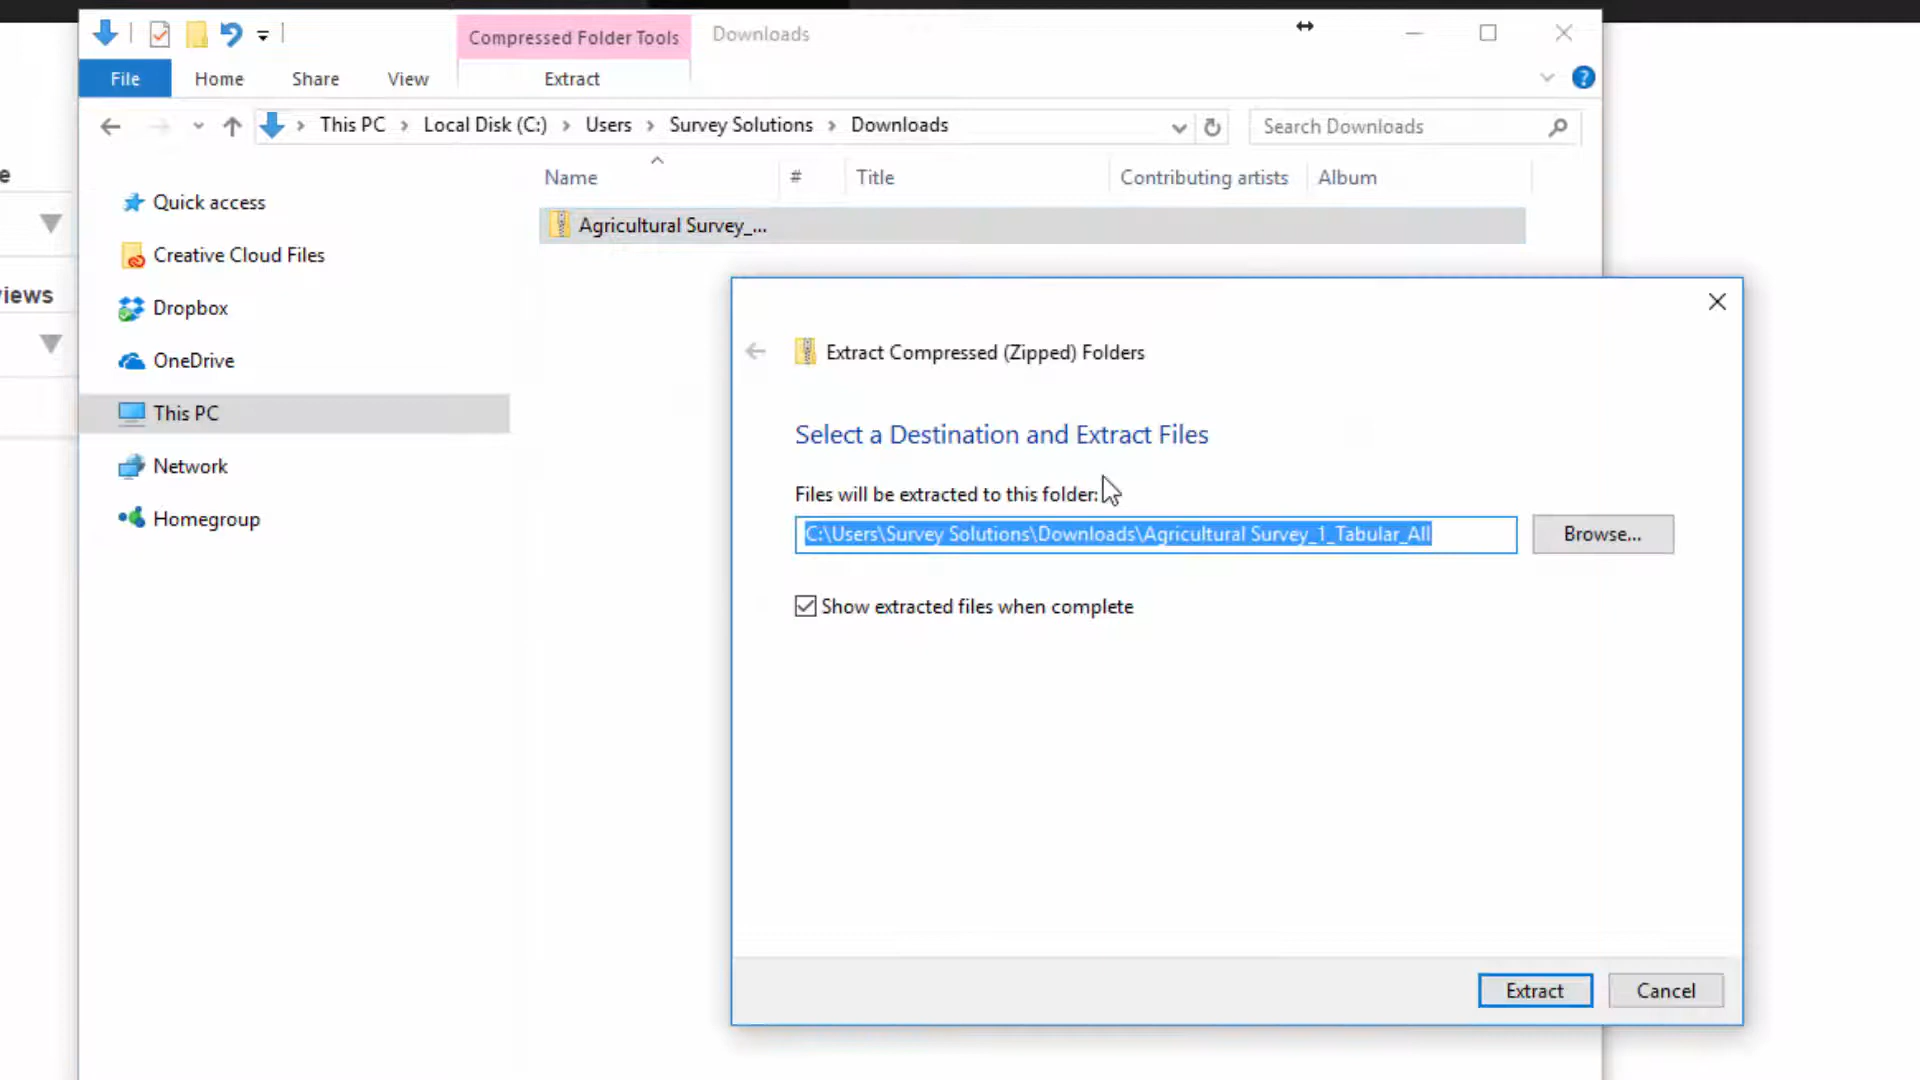 Compressed Folder Tools
Downloads
File
Home
Share
View
Extract
This PC
Local Disk (C:)
Users
Survey Solutions
Downloads
Search Downloads
Name
#
Title
Contributing artists
Album
Agricultural Survey_...
Quick access
Creative Cloud Files
Dropbox
OneDrive
This PC
Network
Homegroup
e
iews
Extract Compressed (Zipped) Folders
Select a Destination and Extract Files
Files will be extracted to this folder:
C:\Users\Survey Solutions\Downloads\Agricultural Survey_1_Tabular_All
Browse...
Show extracted files when complete
Extract
Cancel